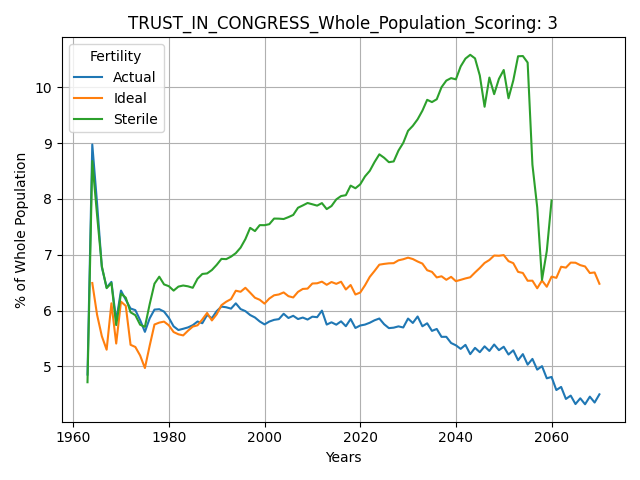 TRUST_IN_CONGRESS_Whole_Population_Scoring: 3
Fertility
Actual
Ideal
Sterile
% of Whole Population
10
9
8
7
6
5
1960 1980 2000 2020 2040 2060
Years